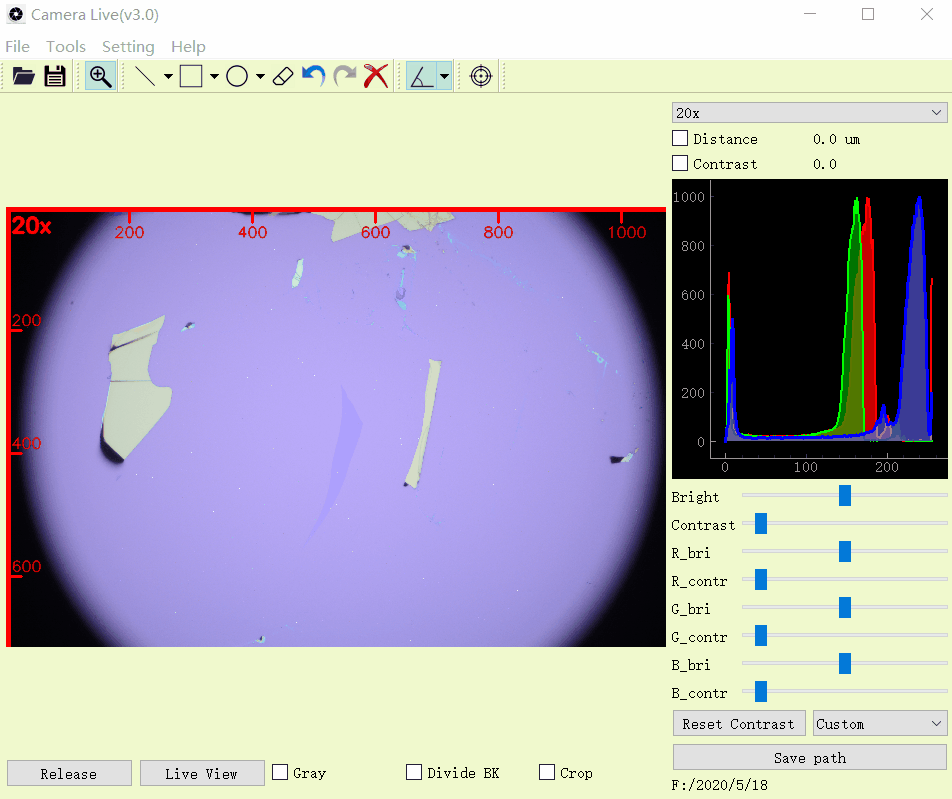 Camera Live(v3.0)
File Tools Setting Help
20x
Distance 0.0 um
Contrast 0.0
20x
200 400 600 800 1000
200
400
600
1000
800
600
400
200
0
0 100 200
Bright
Contrast
R_bri
R_contr
G_bri
G_contr
B_bri
B_contr
Reset Contrast Custom
Save path
Release Live View Gray Divide BK Crop
F:/2020/5/18